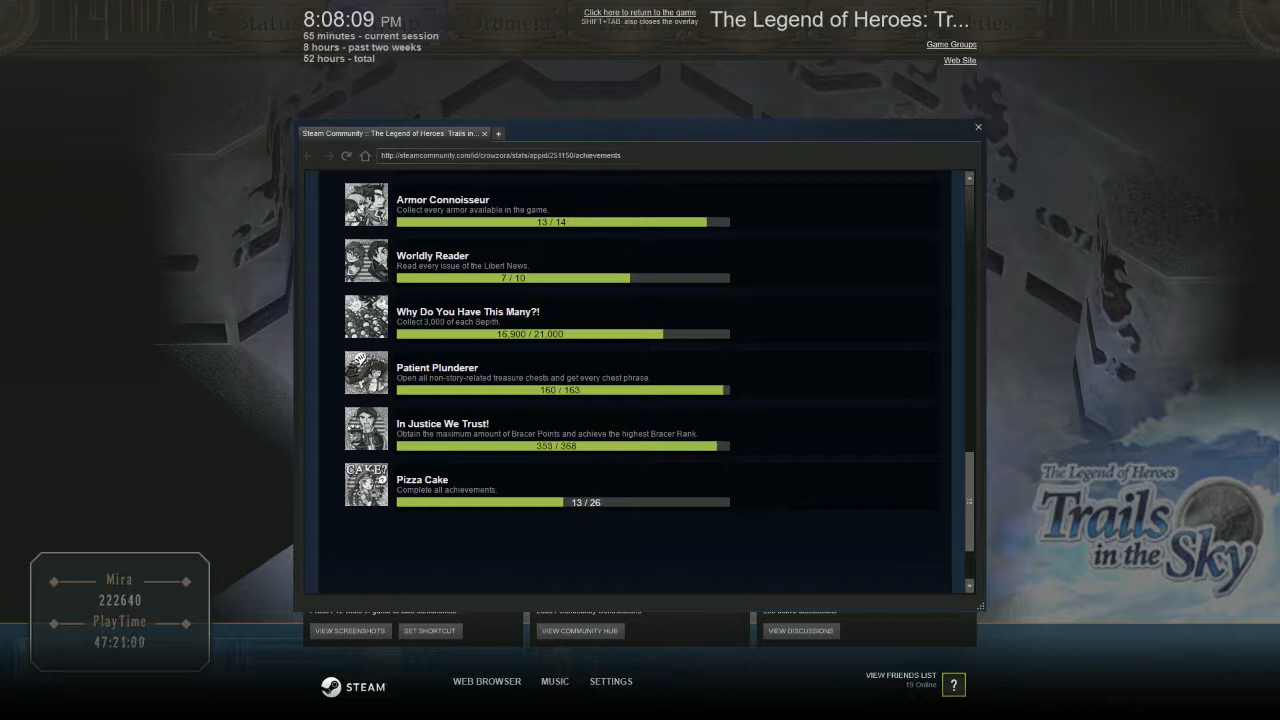 8:08:09 PM
65 minutes - current session
8 hours - past two weeks
52 hours - total
Click here to return to the game
SHIFT+TAB also closes the overlay
The Legend of Heroes: Tr...
Game Groups
Web Site
Steam Community :: The Legend of Heroes: Trails in...
http://steamcommunity.com/id/crowzora/stats/appid/251150/achievements
Armor Connoisseur
Collect every armor available in the game.
13 / 14
Worldly Reader
Read every issue of the Liberl News.
7 / 10
Why Do You Have This Many?!
Collect 3,000 of each Sepith.
16,900 / 21,000
Patient Plunderer
Open all non-story-related treasure chests and get every chest phrase.
160 / 163
In Justice We Trust!
Obtain the maximum amount of Bracer Points and achieve the highest Bracer Rank.
353 / 368
CAKE?
Pizza Cake
Complete all achievements.
13 / 26
The Legend of Heroes
Trails
in the Sky
Mira
222640
PlayTime
47:21:00
VIEW SCREENSHOTS
SET SHORTCUT
VIEW COMMUNITY HUB
VIEW DISCUSSIONS
STEAM
WEB BROWSER
MUSIC
SETTINGS
VIEW FRIENDS LIST
19 Online
?